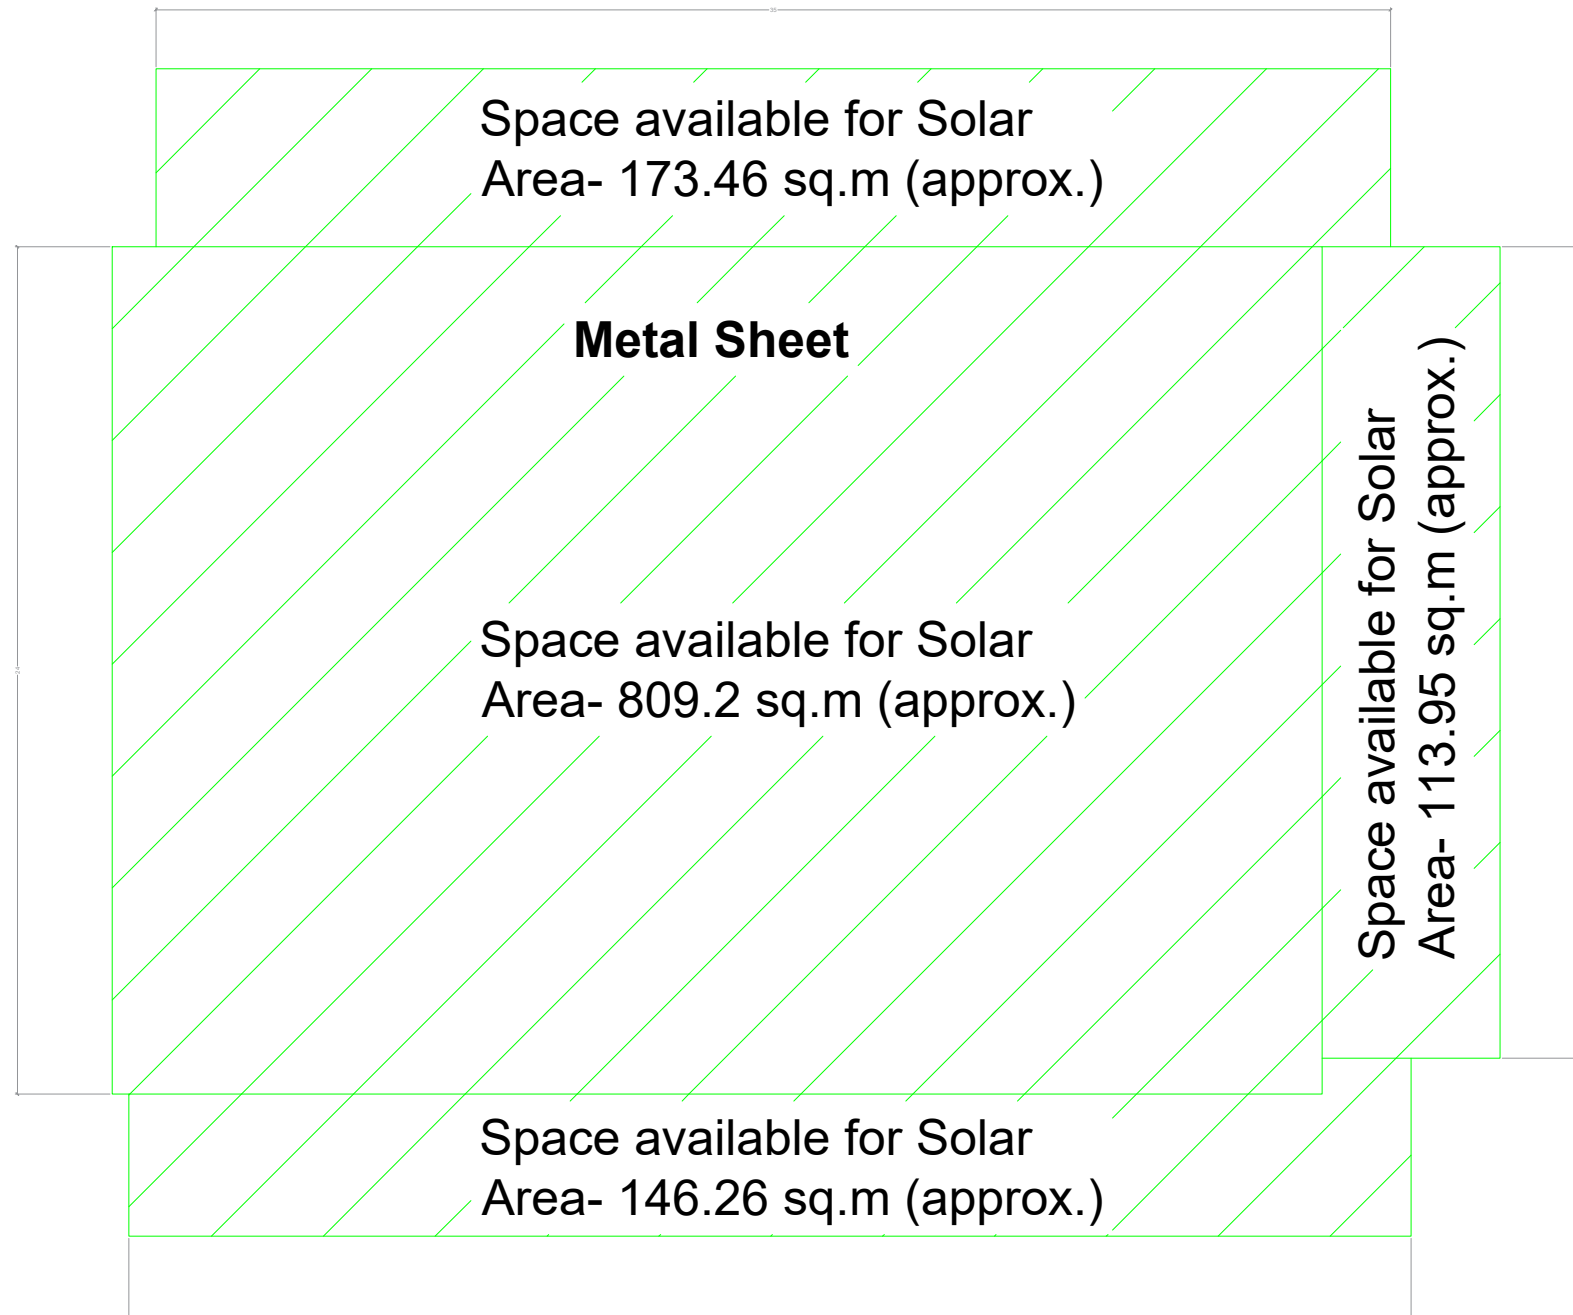 35
Space available for Solar
Area- 173.46 sq.m (approx.)
Metal Sheet
Space available for Solar
Area- 809.2 sq.m (approx.)
Space available for Solar
Area- 113.95 sq.m (approx.)
24
Space available for Solar
Area- 146.26 sq.m (approx.)